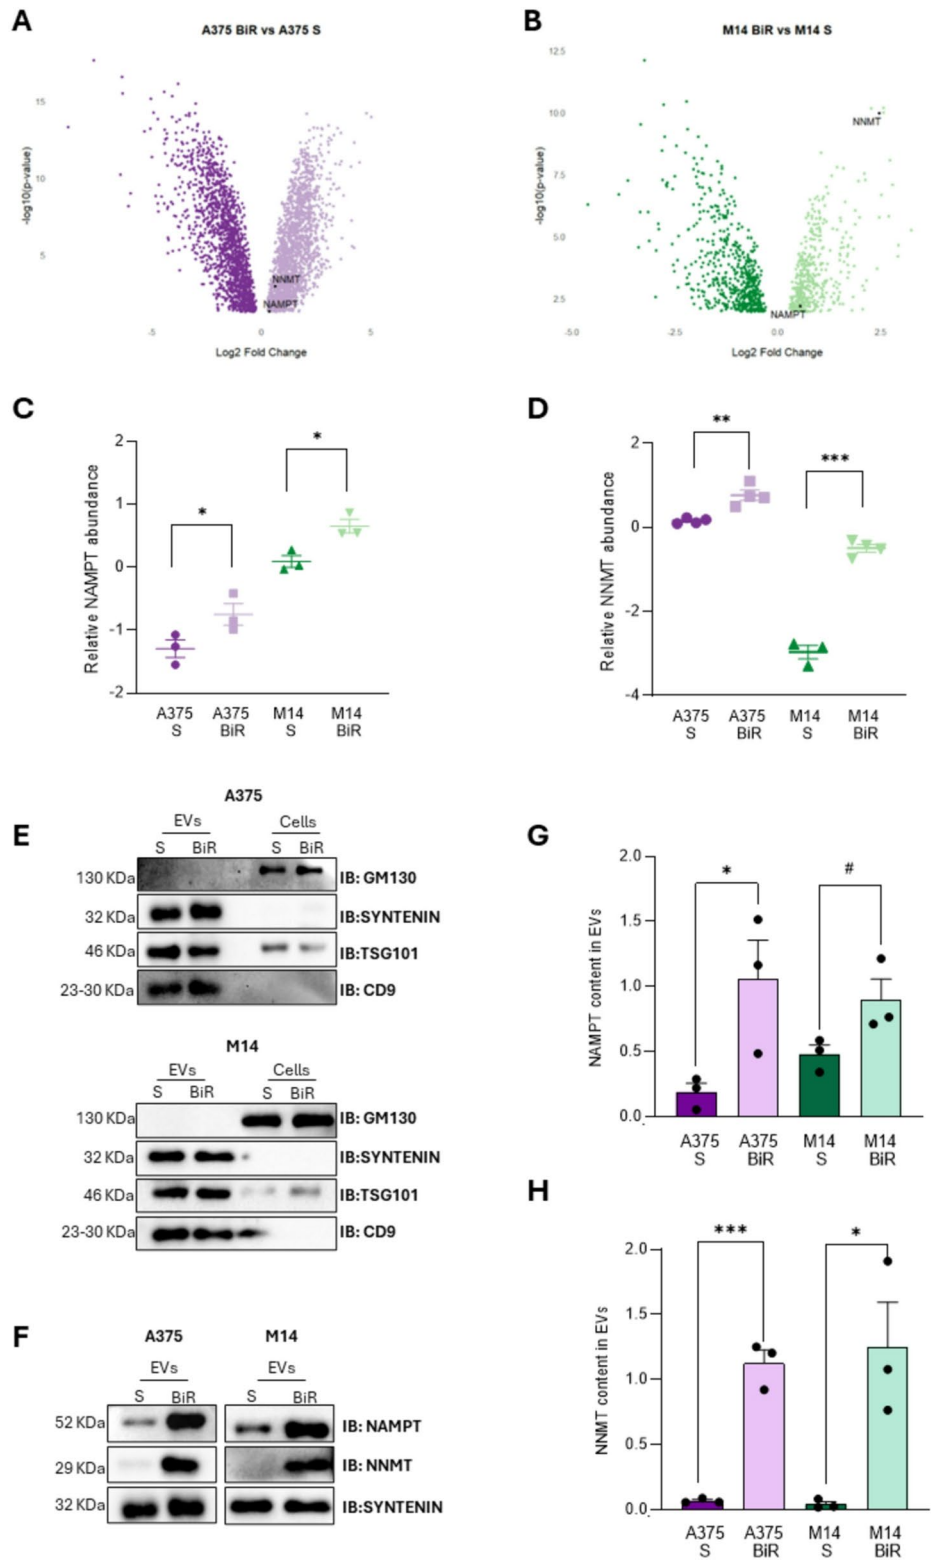 A
A375 BiR vs A375 S
-log10(p-value)
15
10
5
NNMT
NAMPT
-5 0 5
Log2 Fold Change
B
M14 BiR vs M14 S
-log10(p-value)
12.5
10.0
7.5
5.0
2.5
NNMT
NAMPT
-5.0 -2.5 0.0 2.5
Log2 Fold Change
C
Relative NAMPT abundance
2
1
0
-1
-2
* *
A375 A375 M14 M14
S BiR S BiR
D
Relative NNMT abundance
2
0
-2
-4
** ***
A375 A375 M14 M14
S BiR S BiR
E
A375
EVs Cells
S BiR S BiR
130 KDa IB: GM130
32 KDa IB:SYNTENIN
46 KDa IB:TSG101
23-30 KDa IB: CD9
M14
EVs Cells
S BiR S BiR
130 KDa IB: GM130
32 KDa IB:SYNTENIN
46 KDa IB:TSG101
23-30 KDa IB: CD9
F
A375 M14
EVs EVs
S BiR S BiR
52 KDa IB: NAMPT
29 KDa IB: NNMT
32 KDa IB:SYNTENIN
G
NAMPT content in EVs
2.0
1.5
1.0
0.5
0.0
* #
A375 A375 M14 M14
S BiR S BiR
H
NNMT content in EVs
2.0
1.5
1.0
0.5
0.0
*** *
A375 A375 M14 M14
S BiR S BiR